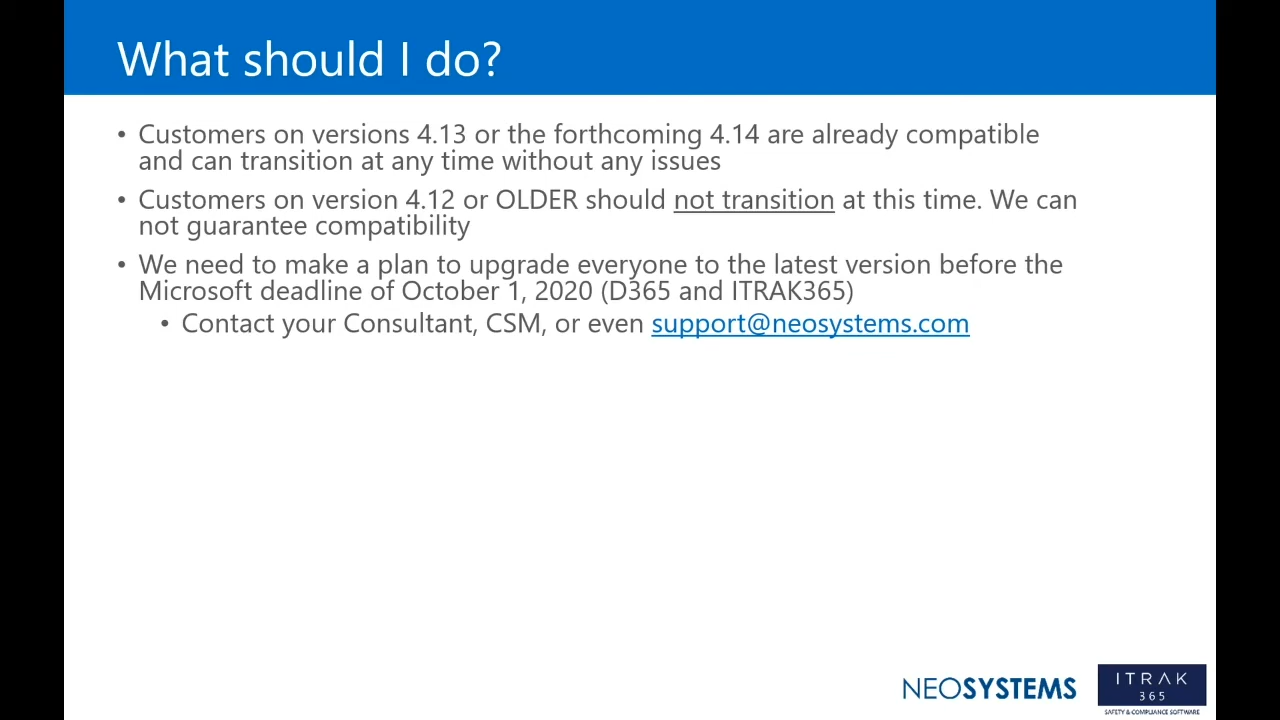 What should I do?
• Customers on versions 4.13 or the forthcoming 4.14 are already compatible
and can transition at any time without any issues
• Customers on version 4.12 or OLDER should not transition at this time. We can
not guarantee compatibility
• We need to make a plan to upgrade everyone to the latest version before the
Microsoft deadline of October 1, 2020 (D365 and ITRAK365)
• Contact your Consultant, CSM, or even support@neosystems.com
NEOSYSTEMS
ITRAK
365
SAFETY & COMPLIANCE SOFTWARE